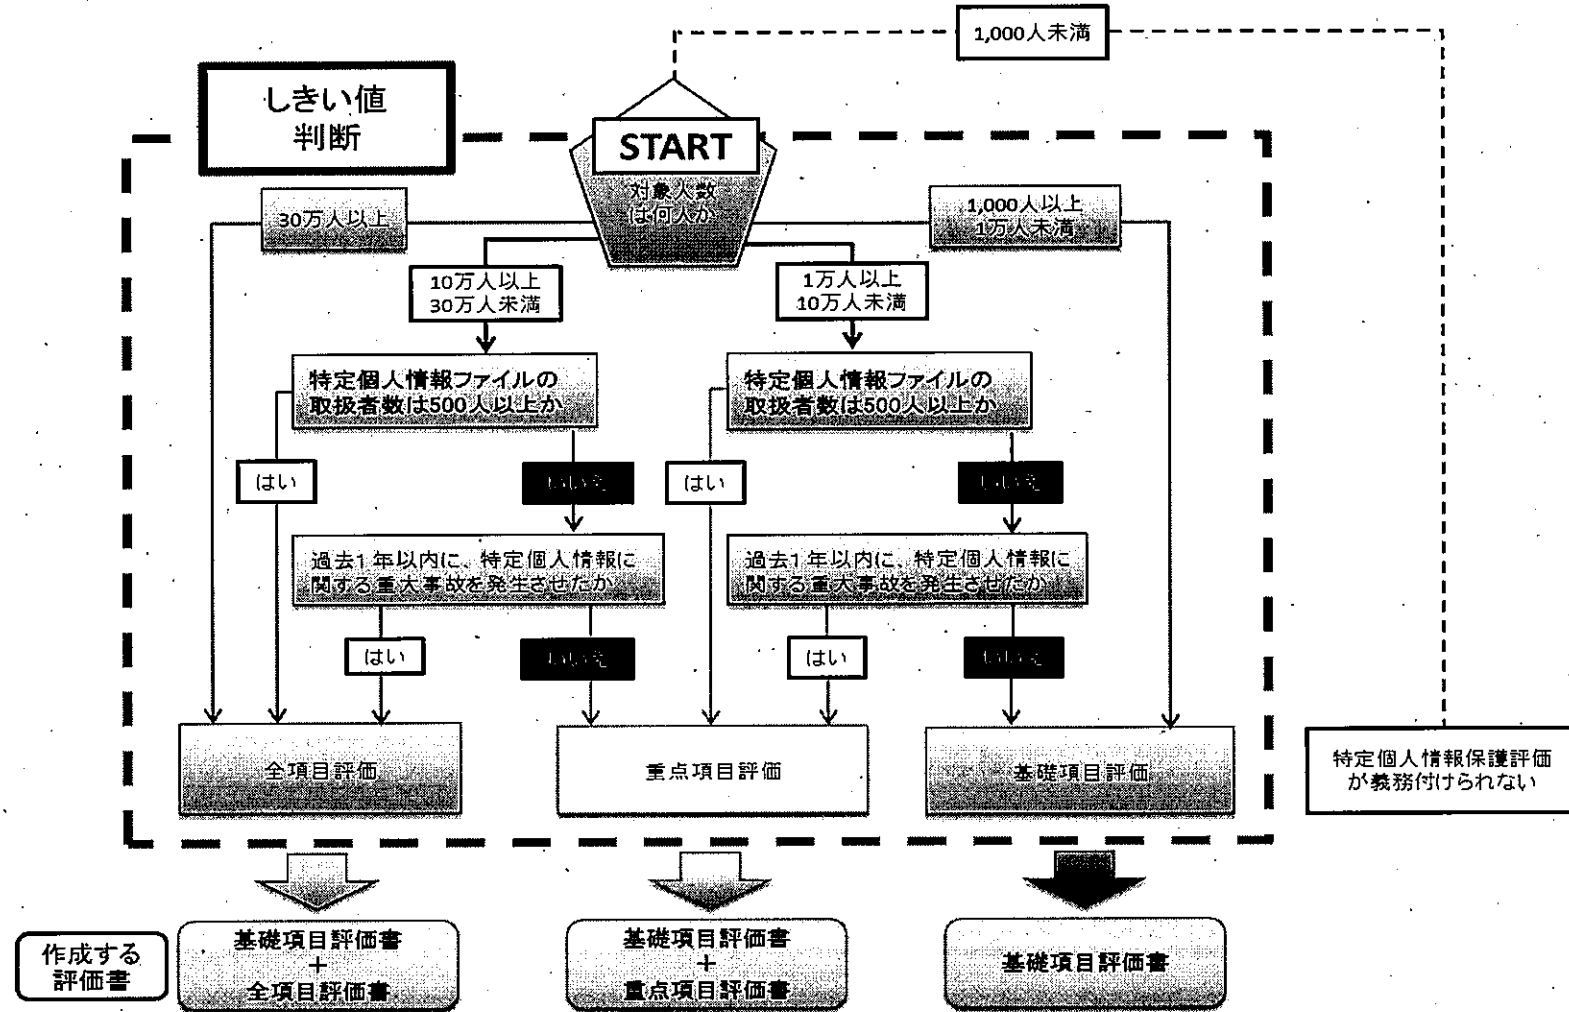 1,000人未満
しきい値
判断
START
対象人数
は何人か
30万人以上
1,000人以上
1万人未満
10万人以上
30万人未満
1万人以上
10万人未満
特定個人情報ファイルの
取扱者数は500人以上か
特定個人情報ファイルの
取扱者数は500人以上か
はい
いいえ
はい
いいえ
過去1年以内に、特定個人情報に
関する重大事故を発生させたか
過去1年以内に、特定個人情報に
関する重大事故を発生させたか
はい
いいえ
はい
いいえ
全項目評価
重点項目評価
基礎項目評価
特定個人情報保護評価
が義務付けられない
作成する
評価書
基礎項目評価書
+
全項目評価書
基礎項目評価書
+
重点項目評価書
基礎項目評価書